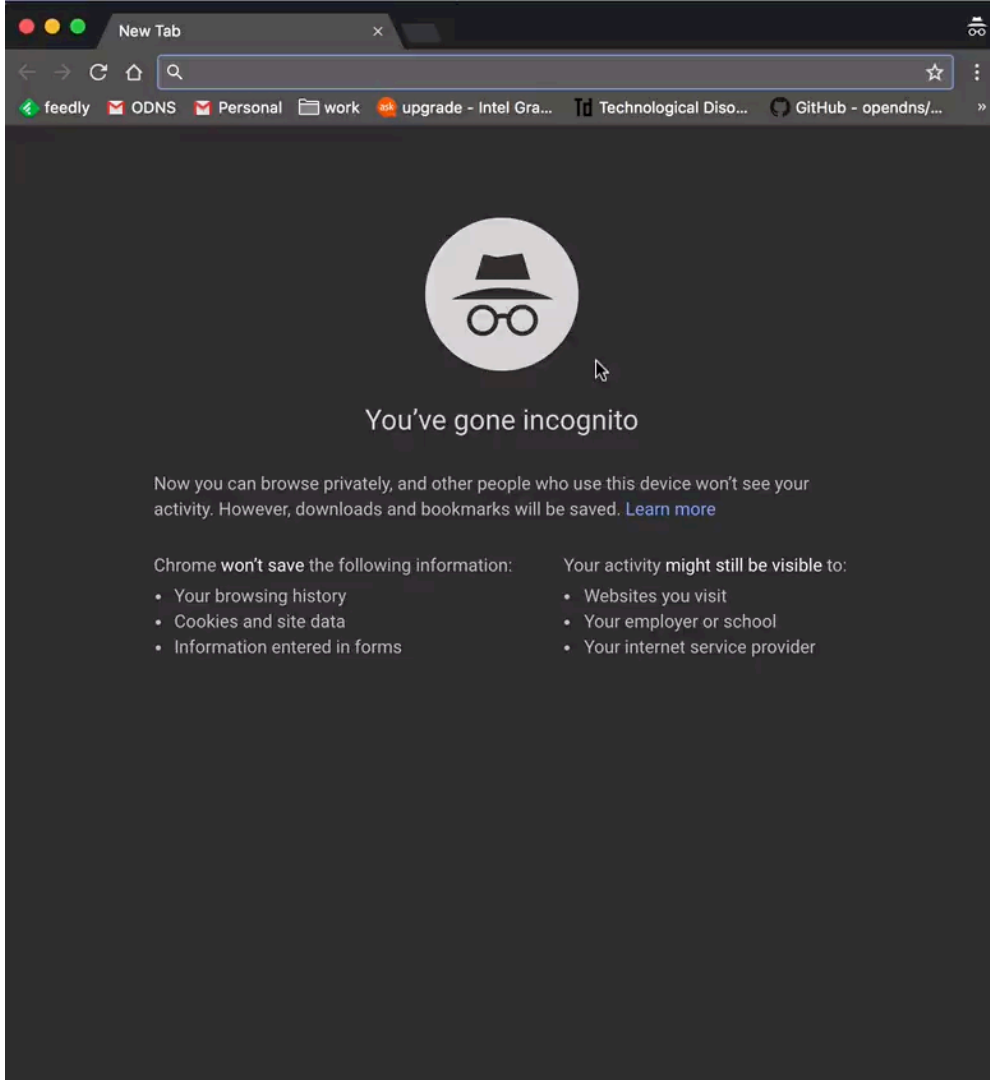 New Tab
feedly ODNS Personal work ask upgrade - Intel Gra... Td Technological Diso... GitHub - opendns/... »
You've gone incognito
Now you can browse privately, and other people who use this device won't see your
activity. However, downloads and bookmarks will be saved. Learn more
Chrome won't save the following information:
• Your browsing history
• Cookies and site data
• Information entered in forms
Your activity might still be visible to:
• Websites you visit
• Your employer or school
• Your internet service provider